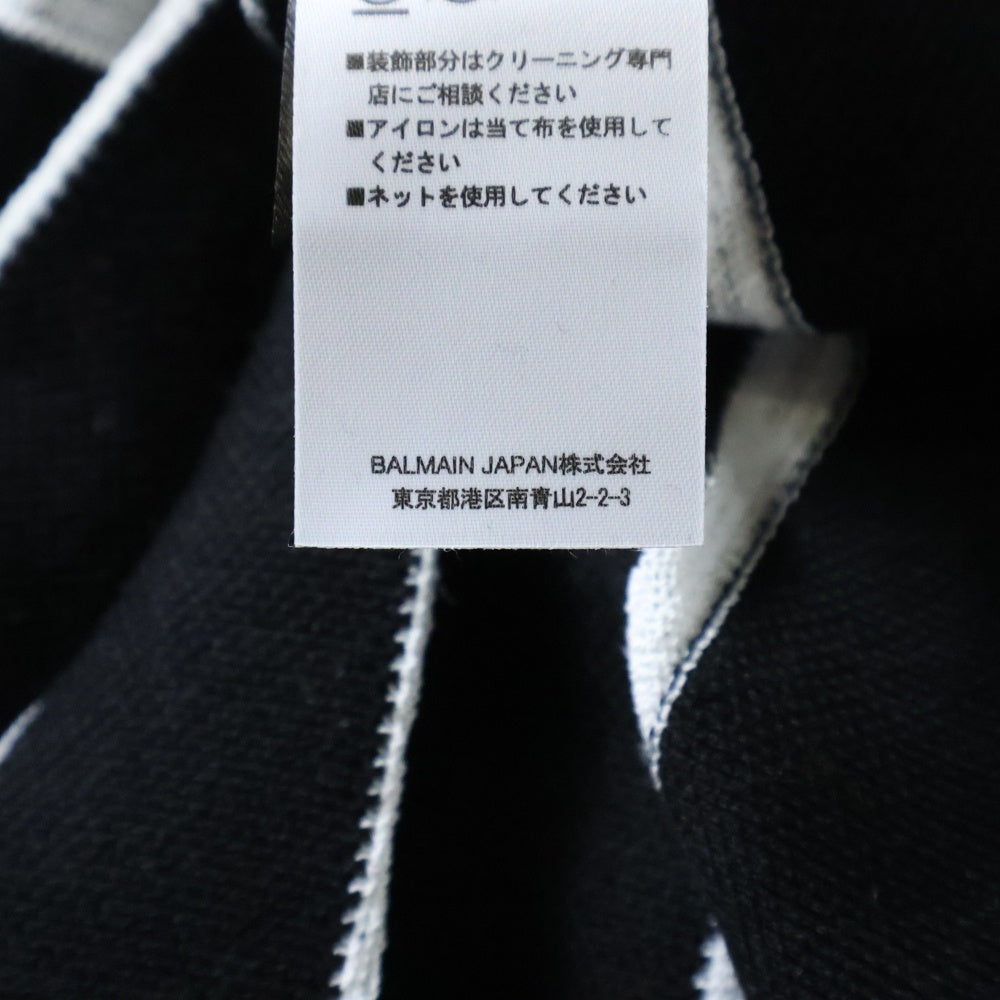 ■装飾部分はクリーニング専門
店にご相談ください
■アイロンは当て布を使用して
ください
■ネットを使用してください
BALMAIN JAPAN株式会社
東京都港区南青山2-2-3